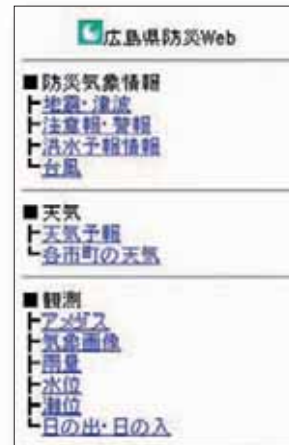 広島県防災Web
■防災気象情報
┣地震・津波
┣注意報・警報
┣洪水予報情報
┗台風
■天気
┣天気予報
┗各市町の天気
■観測
┣アメダス
┣気象画像
┣雨量
┣水位
┣潮位
┗日の出・日の入